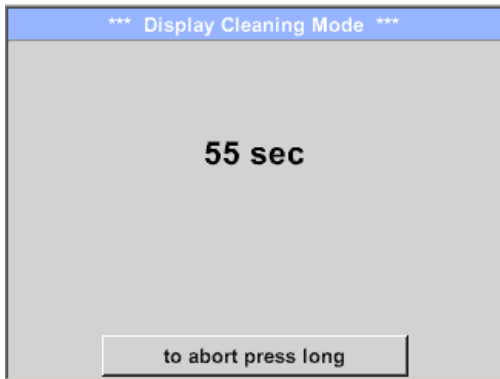 *** Display Cleaning Mode ***
55 sec
to abort press long